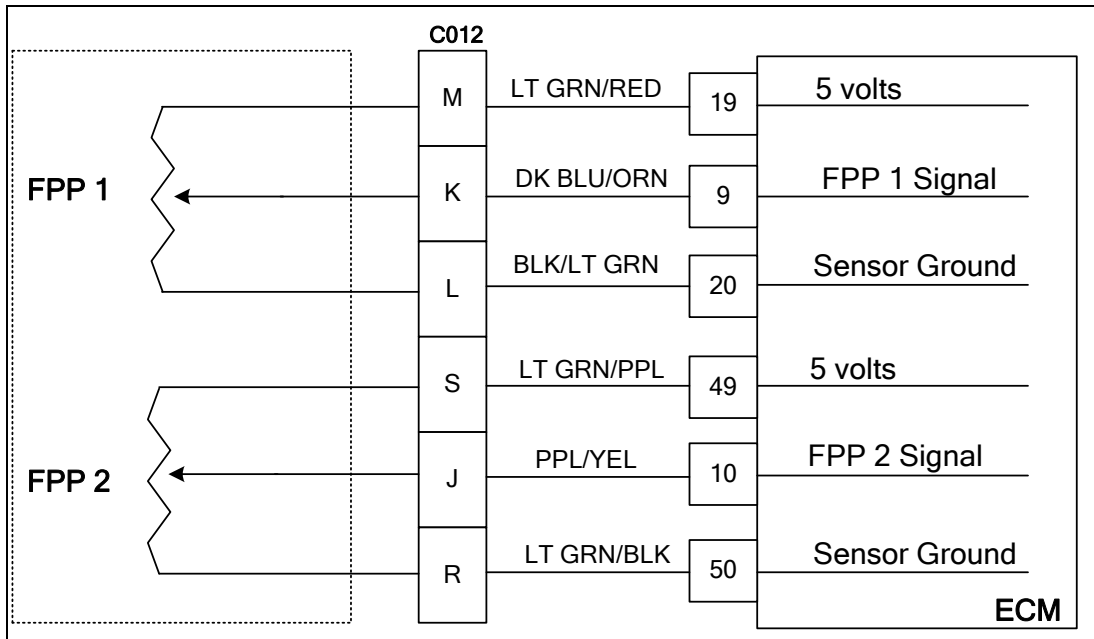 C012
M LT GRN/RED 19 5 volts
FPP 1 K DK BLU/ORN 9 FPP 1 Signal
L BLK/LT GRN 20 Sensor Ground
S LT GRN/PPL 49 5 volts
FPP 2 J PPL/YEL 10 FPP 2 Signal
R LT GRN/BLK 50 Sensor Ground
ECM